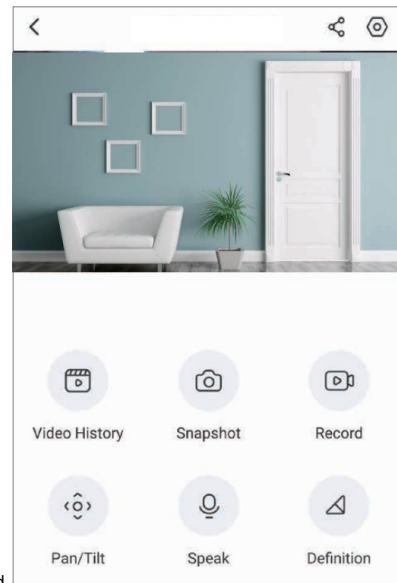 Video History
Snapshot
Record
Pan/Tilt
Speak
Definition